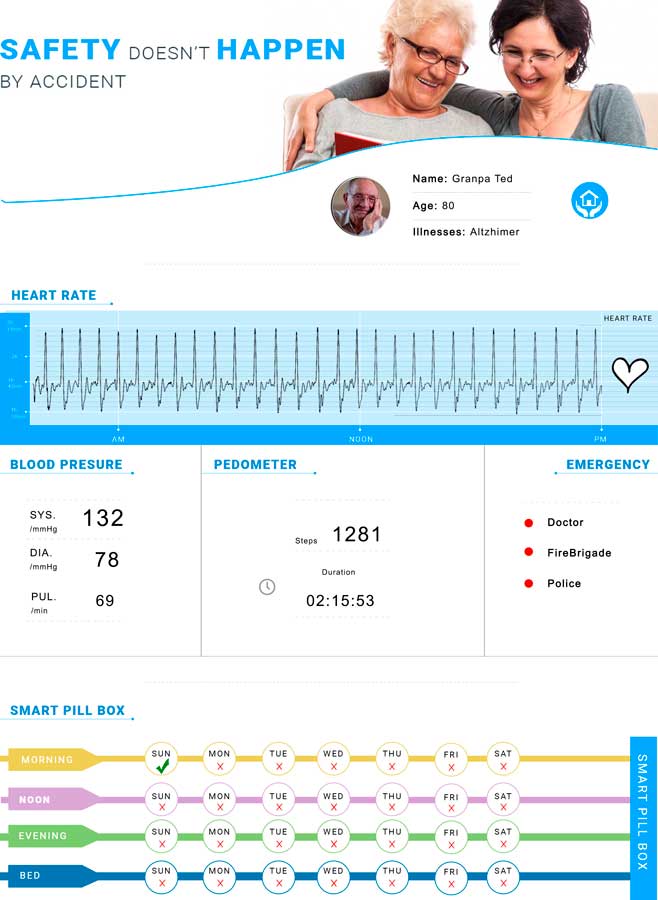 SAFETY DOESN'T HAPPEN
BY ACCIDENT
Name: Granpa Ted
Age: 80
Illnesses: Altzhimer
HEART RATE
HEART RATE
AM NOON PM
BLOOD PRESURE
SYS.
/mmHg
132
DIA.
/mmHg
78
PUL.
/min
69
PEDOMETER
Steps 1281
Duration
02:15:53
EMERGENCY
Doctor
FireBrigade
Police
SMART PILL BOX
MORNING SUN MON TUE WED THU FRI SAT
NOON SUN MON TUE WED THU FRI SAT
EVENING SUN MON TUE WED THU FRI SAT
BED SUN MON TUE WED THU FRI SAT
SMART PILL BOX